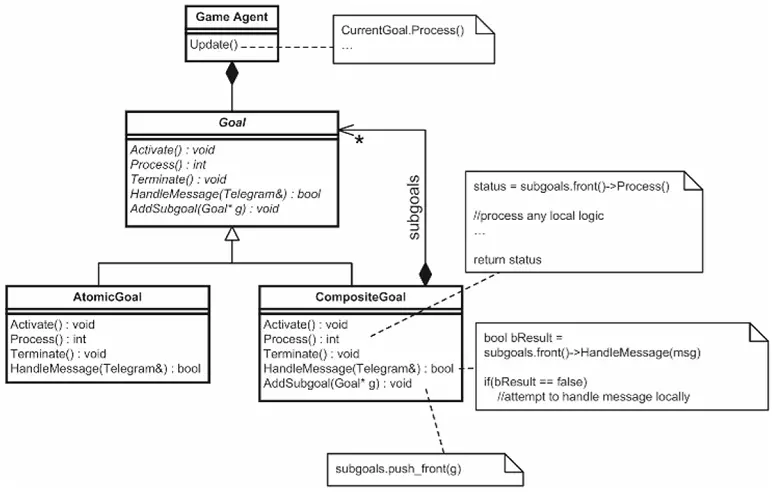 Game Agent
Update()
CurrentGoal.Process()
...
Goal
Activate() : void
Process() : int
Terminate() : void
HandleMessage(Telegram&) : bool
AddSubgoal(Goal* g) : void
*
subgoals
status = subgoals.front()->Process()
//process any local logic
...
return status
AtomicGoal
Activate() : void
Process() : int
Terminate() : void
HandleMessage(Telegram&) : bool
CompositeGoal
Activate() : void
Process() : int
Terminate() : void
HandleMessage(Telegram&) : bool
AddSubgoal(Goal* g) : void
bool bResult =
subgoals.front()->HandleMessage(msg)
if(bResult == false)
//attempt to handle message locally
subgoals.push_front(g)